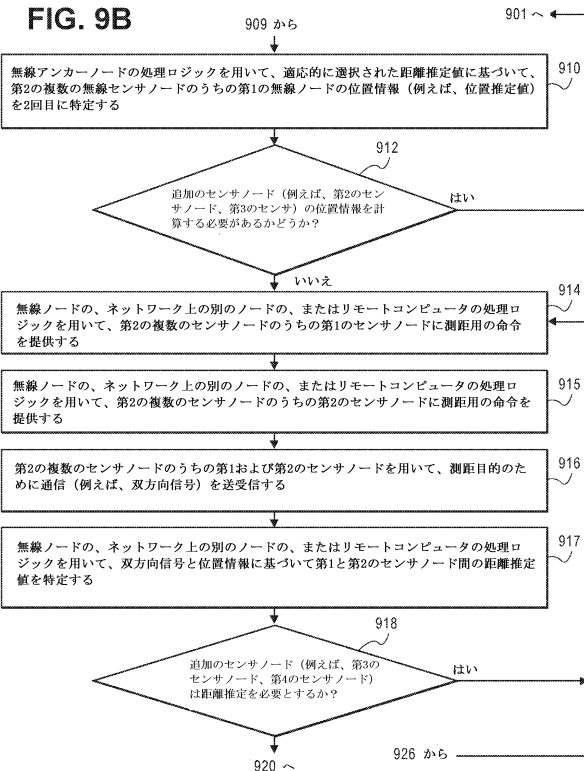 FIG. 9B
909 から
901 へ
無線アンカーノードの処理ロジックを用いて、適応的に選択された距離推定値に基づいて、
第2の複数の無線センサノードのうちの第1の無線ノードの位置情報（例えば、位置推定値）
を2回目に特定する
910
912
追加のセンサノード（例えば、第2のセン
サノード、第3のセンサ）の位置情報を計
算する必要があるかどうか？
はい
いいえ
無線ノードの、ネットワーク上の別のノードの、またはリモートコンピュータの処理ロ
ジックを用いて、第2の複数のセンサノードのうちの第1のセンサノードに測距用の命令
を提供する
914
無線ノードの、ネットワーク上の別のノードの、またはリモートコンピュータの処理ロ
ジックを用いて、第2の複数のセンサノードのうちの第2のセンサノードに測距用の命令を
提供する
915
第2の複数のセンサノードのうちの第1および第2のセンサノードを用いて、測距目的のた
めに通信（例えば、双方向信号）を送受信する
916
無線ノードの、ネットワーク上の別のノードの、またはリモートコンピュータの処理ロ
ジックを用いて、双方向信号と位置情報に基づいて第1と第2のセンサノード間の距離推定
値を特定する
917
918
追加のセンサノード（例えば、第3の
センサノード、第4のセンサノード）
は距離推定を必要とするか？
はい
920 へ
926 から